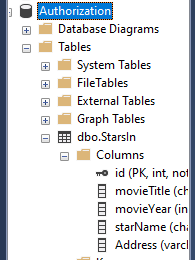 Authorization
Database Diagrams
Tables
System Tables
FileTables
External Tables
Graph Tables
dbo.StarsIn
Columns
id (PK, int, not
movieTitle (cha
movieYear (in
starName (cha
Address (varcl